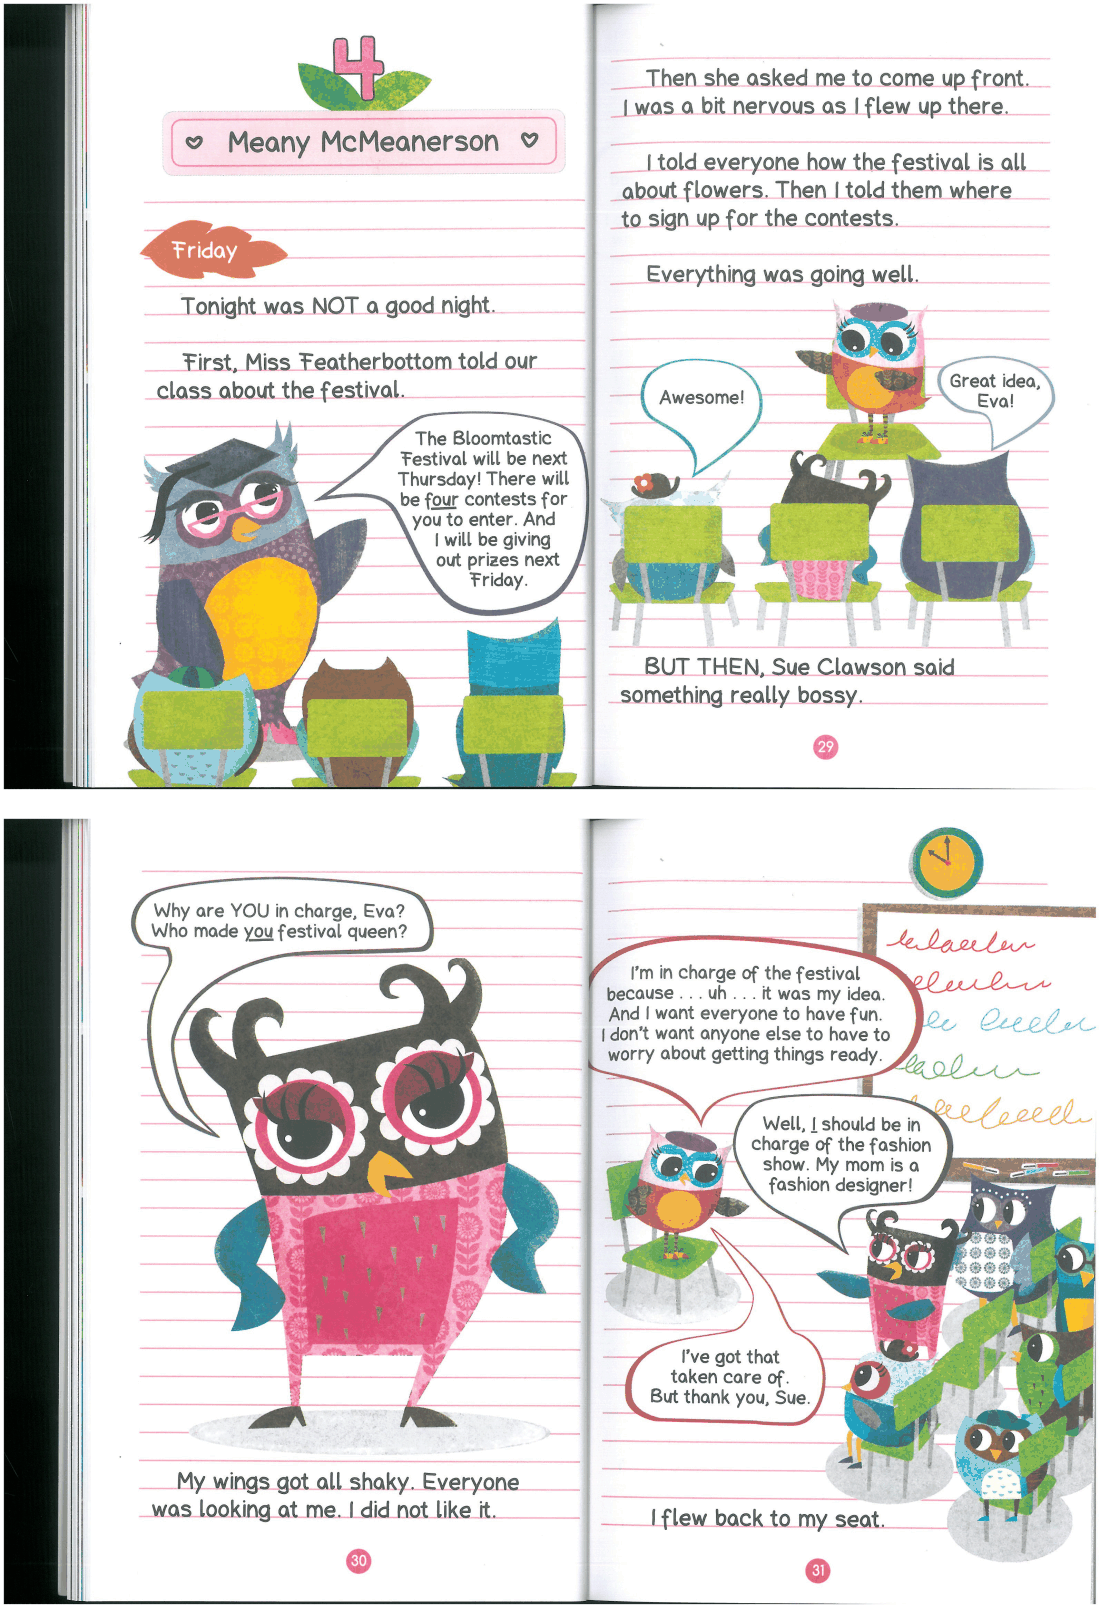 4
Meany McMeanerson
Friday
Tonight was NOT a good night.
First, Miss Featherbottom told our
class about the festival.
The Bloomtastic
Festival will be next
Thursday! There will
be four contests for
you to enter. And
I will be giving
out prizes next
Friday.
Then she asked me to come up front.
I was a bit nervous as I flew up there.
I told everyone how the festival is all
about flowers. Then I told them where
to sign up for the contests.
Everything was going well.
Awesome!
Great idea,
Eva!
BUT THEN, Sue Clawson said
something really bossy.
29
Why are YOU in charge, Eva?
Who made you festival queen?
My wings got all shaky. Everyone
was looking at me. I did not like it.
30
I'm in charge of the festival
because . . . uh . . . it was my idea.
And I want everyone to have fun.
I don't want anyone else to have to
worry about getting things ready.
Well, I should be in
charge of the fashion
show. My mom is a
fashion designer!
I've got that
taken care of.
But thank you, Sue.
I flew back to my seat.
31